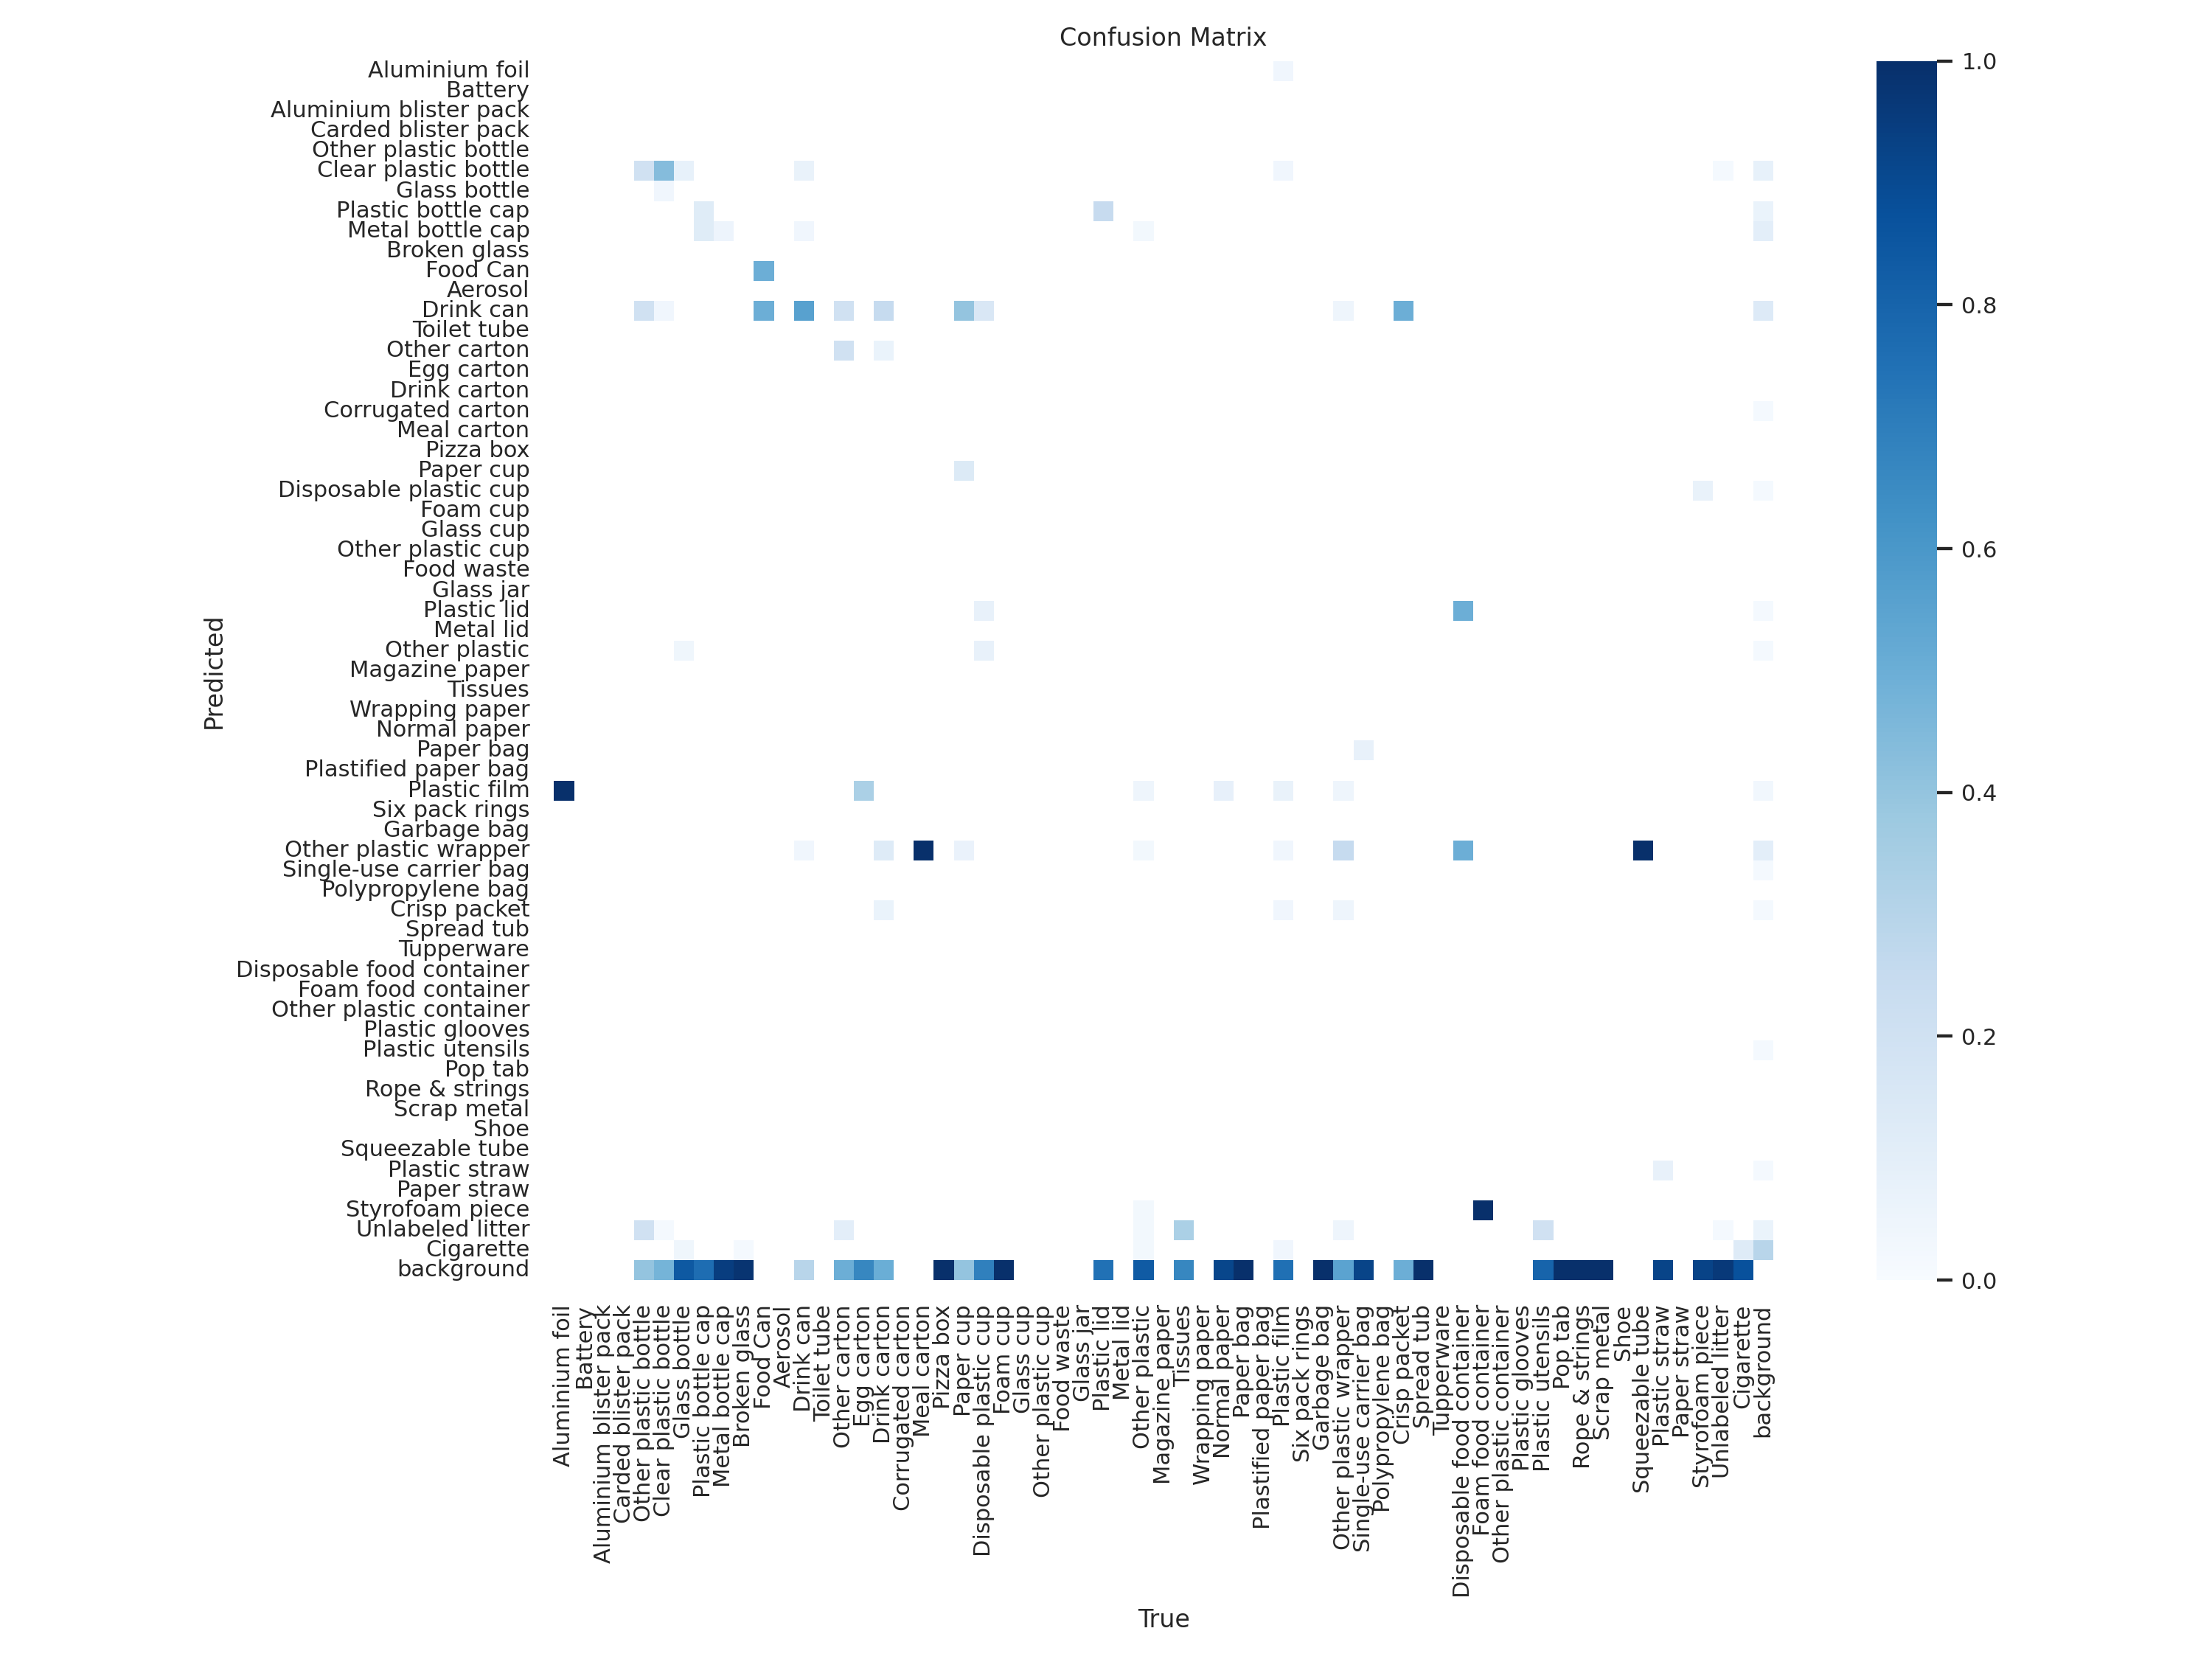 Confusion Matrix
Aluminium foil
Battery
Aluminium blister pack
Carded blister pack
Other plastic bottle
Clear plastic bottle
Glass bottle
Plastic bottle cap
Metal bottle cap
Broken glass
Food Can
Aerosol
Drink can
Toilet tube
Other carton
Egg carton
Drink carton
Corrugated carton
Meal carton
Pizza box
Paper cup
Disposable plastic cup
Foam cup
Glass cup
Other plastic cup
Food waste
Glass jar
Plastic lid
Metal lid
Other plastic
Magazine paper
Tissues
Wrapping paper
Normal paper
Paper bag
Plastified paper bag
Plastic film
Six pack rings
Garbage bag
Other plastic wrapper
Single-use carrier bag
Polypropylene bag
Crisp packet
Spread tub
Tupperware
Disposable food container
Foam food container
Other plastic container
Plastic glooves
Plastic utensils
Pop tab
Rope & strings
Scrap metal
Shoe
Squeezable tube
Plastic straw
Paper straw
Styrofoam piece
Unlabeled litter
Cigarette
background
Predicted
Aluminium foil
Battery
Aluminium blister pack
Carded blister pack
Other plastic bottle
Clear plastic bottle
Glass bottle
Plastic bottle cap
Metal bottle cap
Broken glass
Food Can
Aerosol
Drink can
Toilet tube
Other carton
Egg carton
Drink carton
Corrugated carton
Meal carton
Pizza box
Paper cup
Disposable plastic cup
Foam cup
Glass cup
Other plastic cup
Food waste
Glass jar
Plastic lid
Metal lid
Other plastic
Magazine paper
Tissues
Wrapping paper
Normal paper
Paper bag
Plastified paper bag
Plastic film
Six pack rings
Garbage bag
Other plastic wrapper
Single-use carrier bag
Polypropylene bag
Crisp packet
Spread tub
Tupperware
Disposable food container
Foam food container
Other plastic container
Plastic glooves
Plastic utensils
Pop tab
Rope & strings
Scrap metal
Shoe
Squeezable tube
Plastic straw
Paper straw
Styrofoam piece
Unlabeled litter
Cigarette
background
True
1.0
0.8
0.6
0.4
0.2
0.0